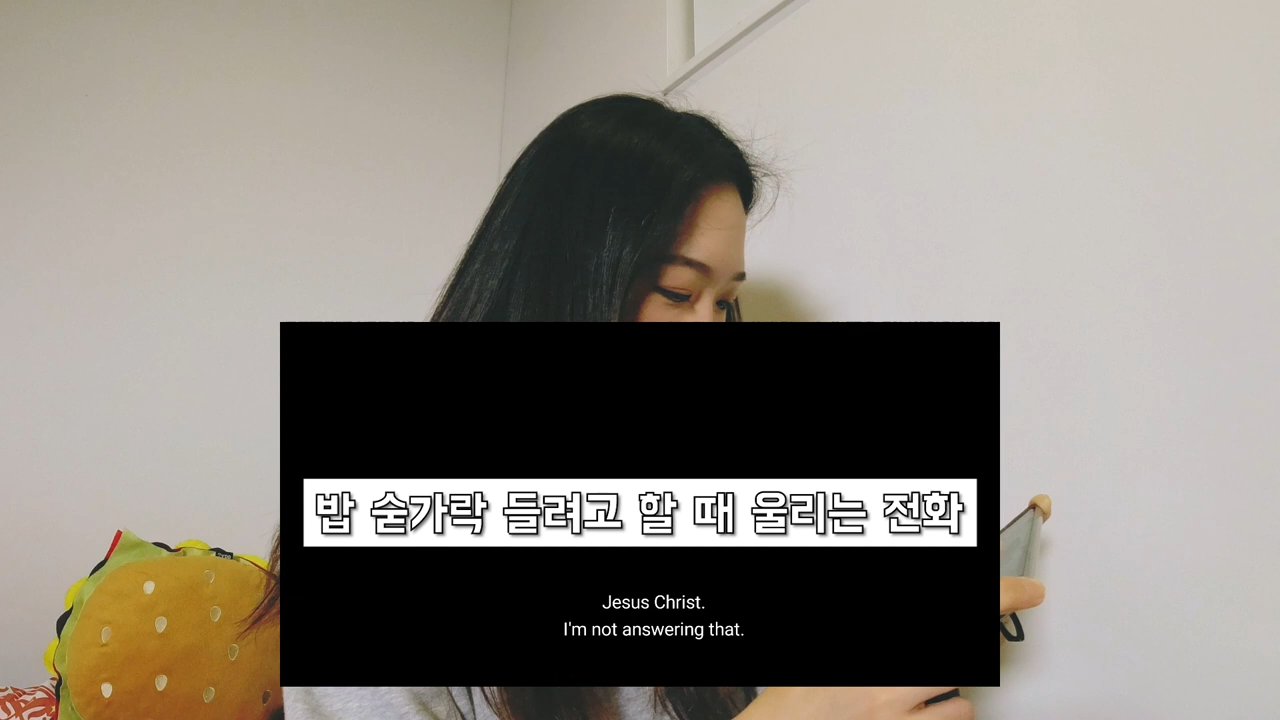 밥 숟가락 들려고 할 때 울리는 전화
Jesus Christ.
I'm not answering that.